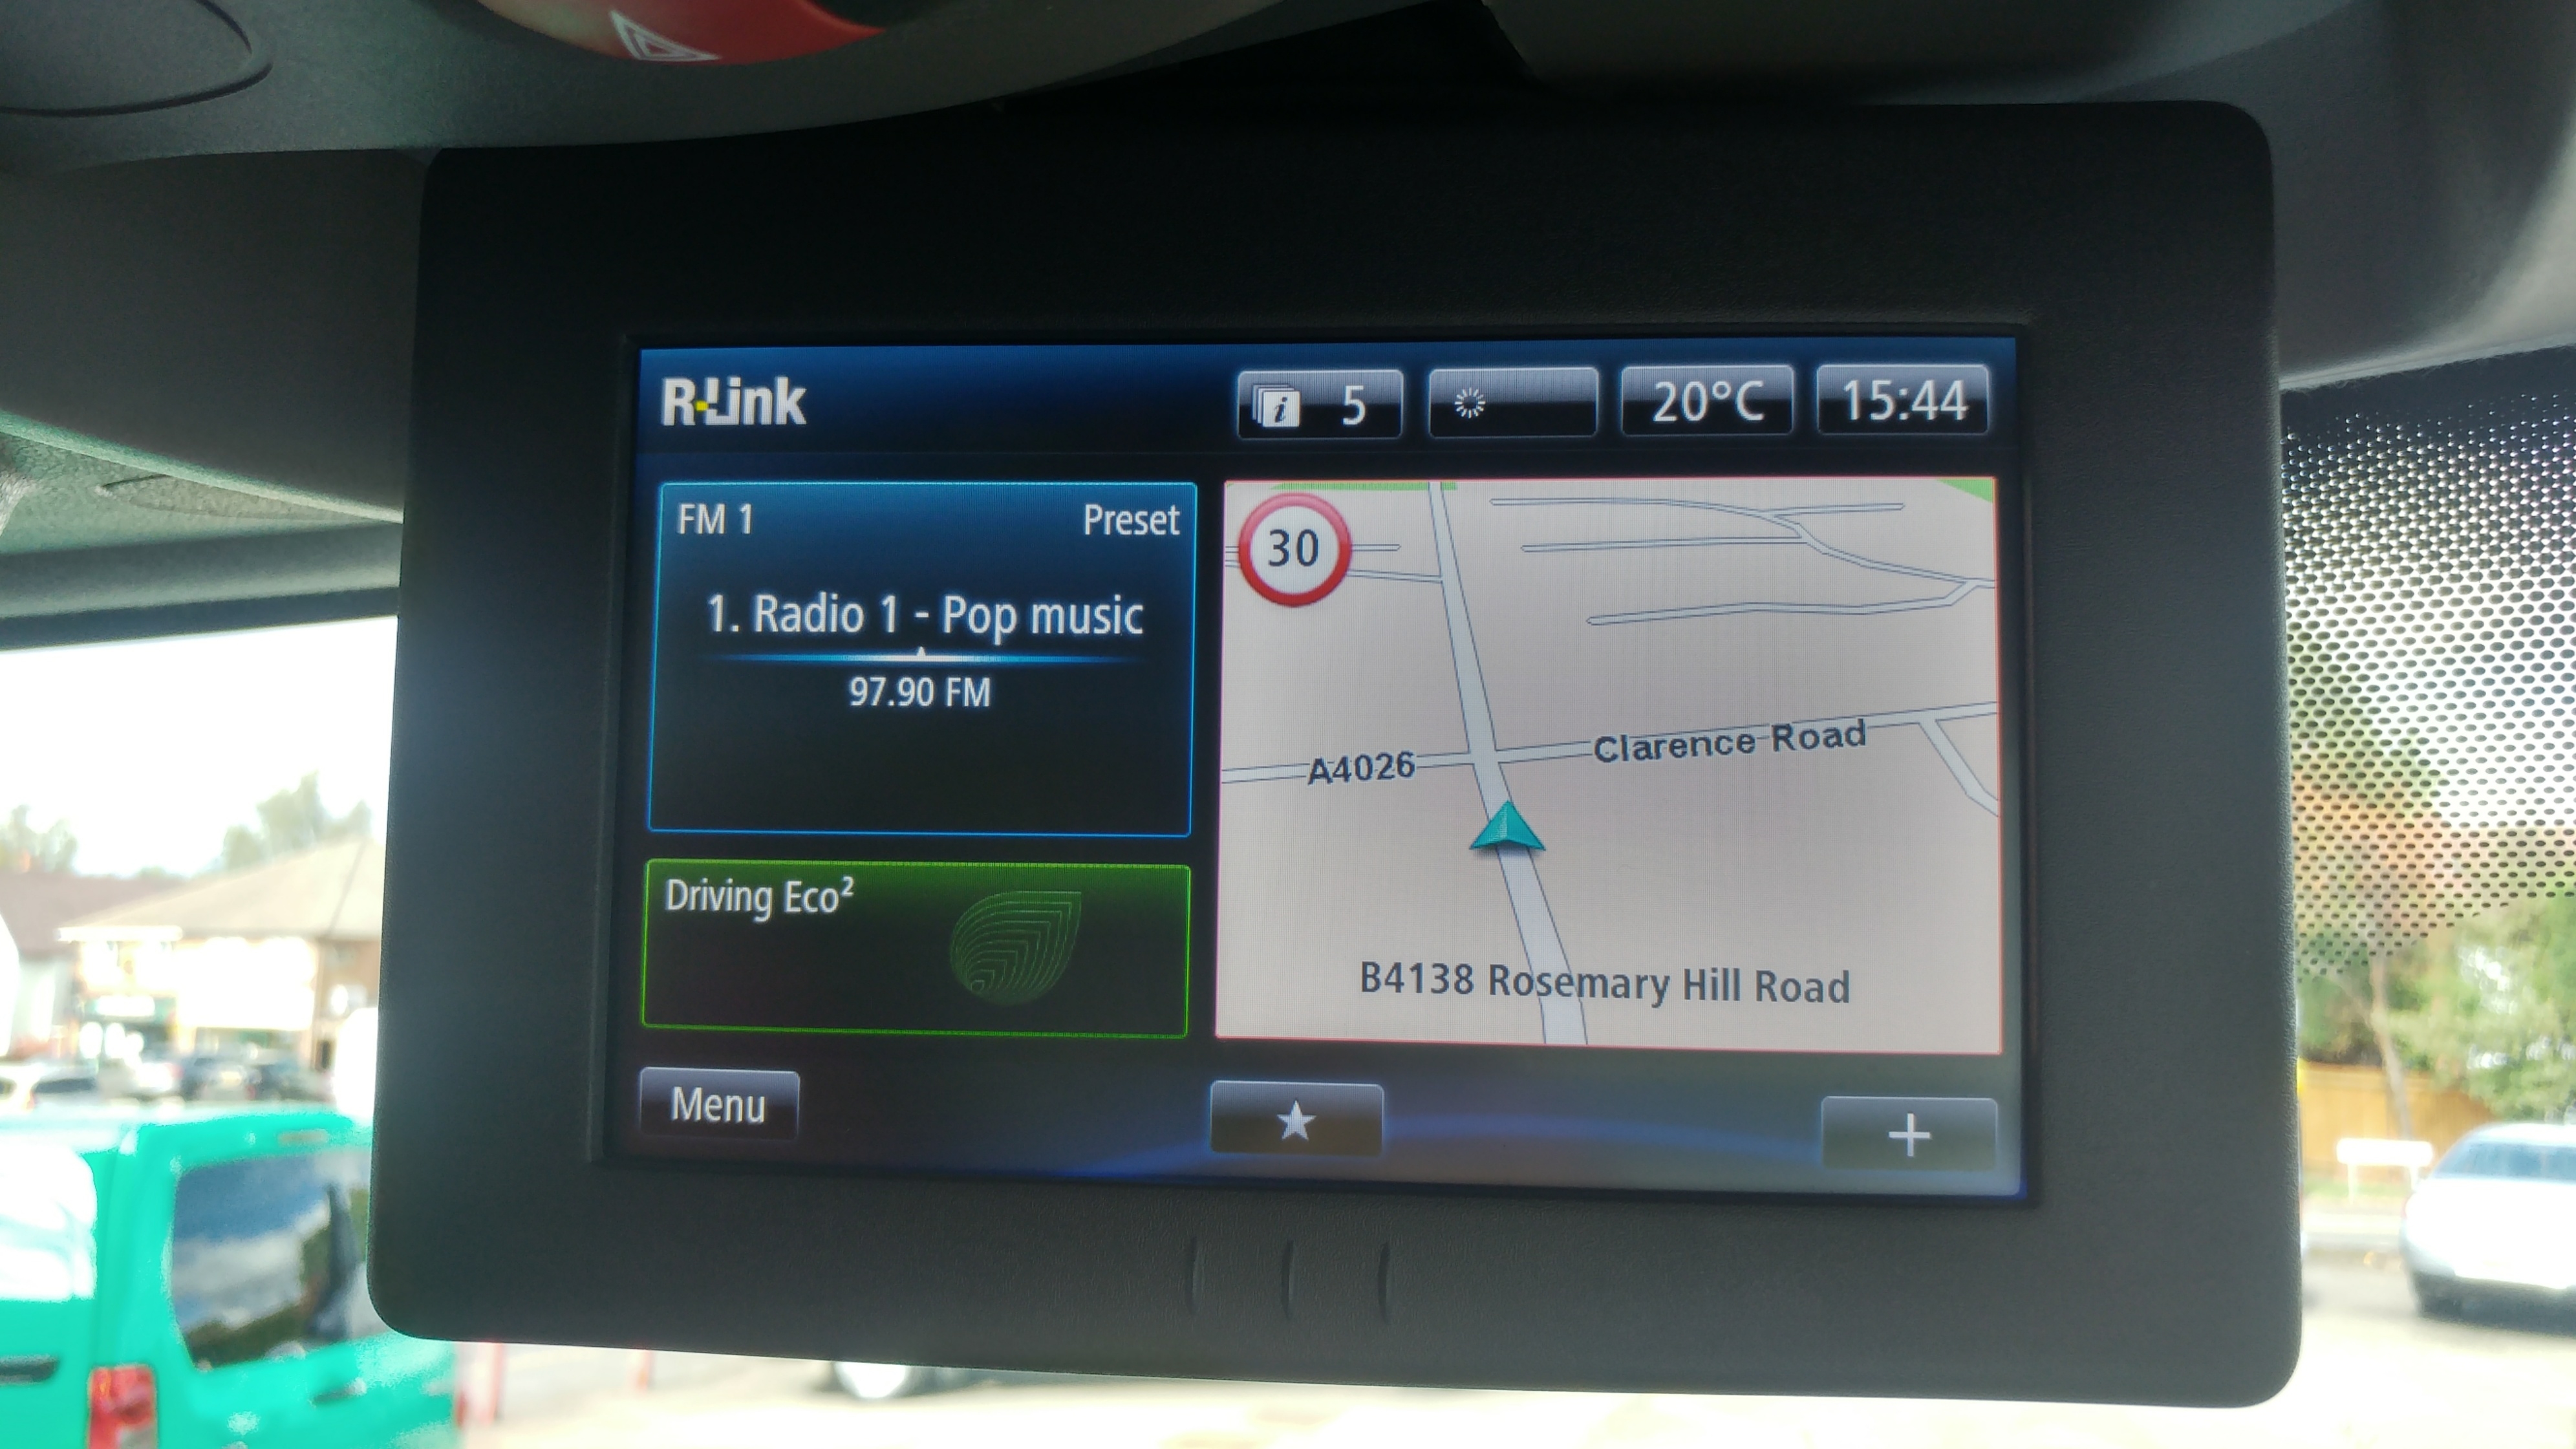 R-Link
5
20°C
15:44
FM 1
Preset
1. Radio 1 - Pop music
97.90 FM
Driving Eco²
30
A4026
Clarence Road
B4138 Rosemary Hill Road
Menu